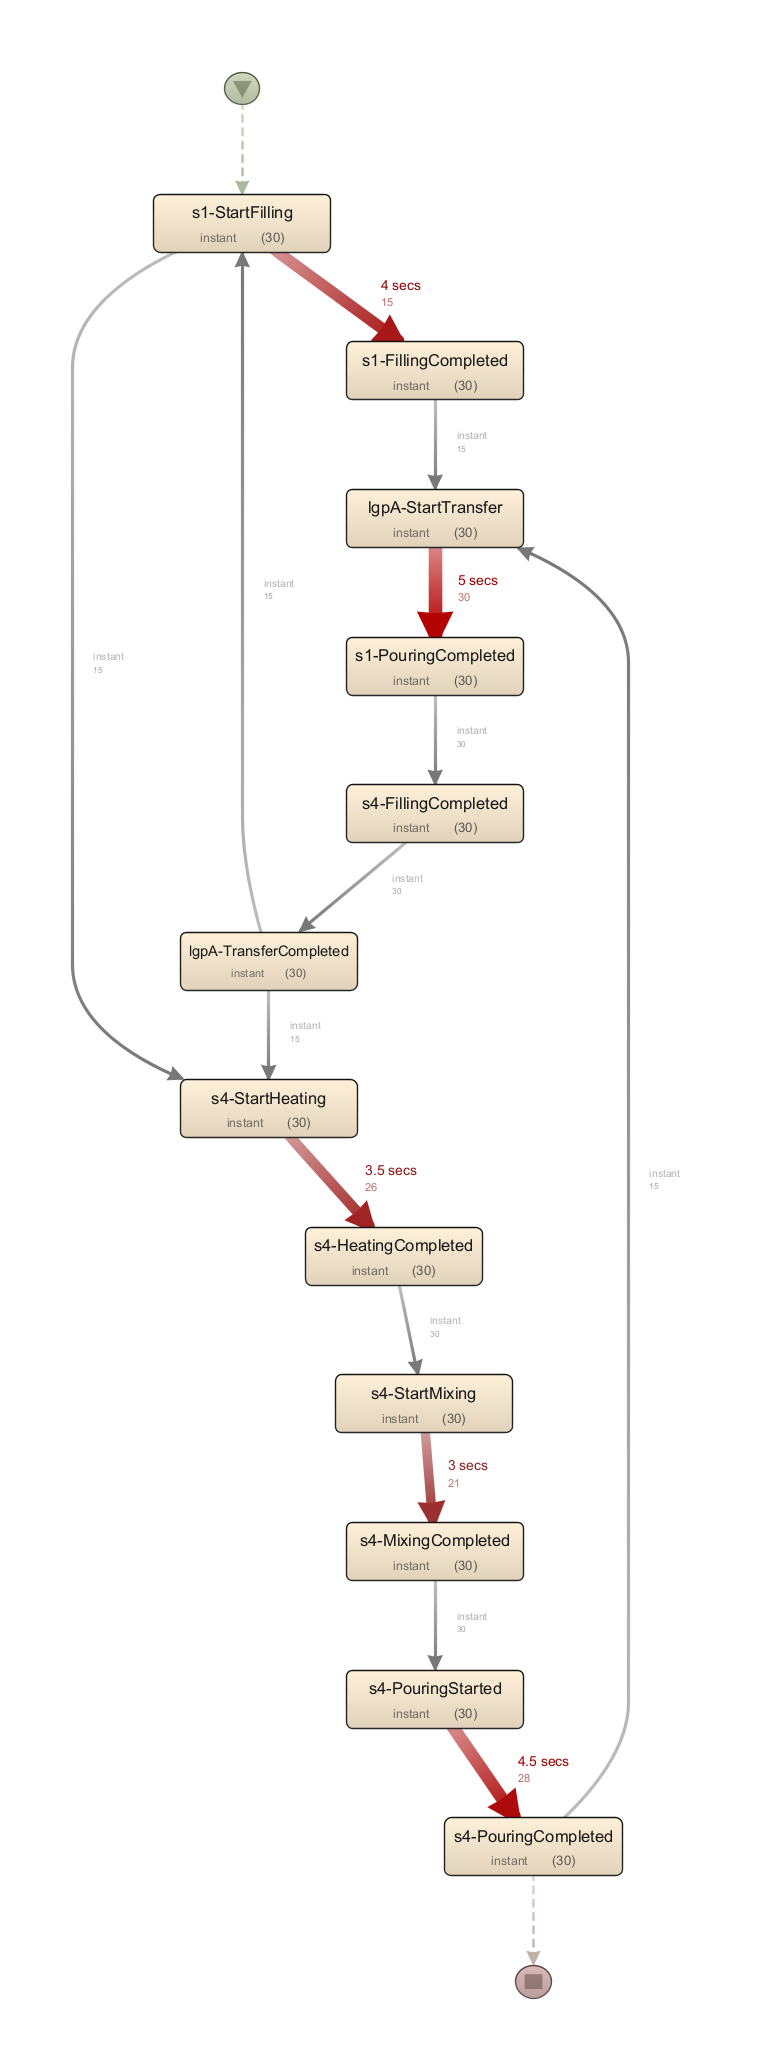 s1-StartFilling
instant (30)
4 secs
15
s1-FillingCompleted
instant (30)
instant
15
lgpA-StartTransfer
instant (30)
instant
15
5 secs
30
instant
15
s1-PouringCompleted
instant (30)
instant
30
s4-FillingCompleted
instant (30)
instant
30
lgpA-TransferCompleted
instant (30)
instant
15
s4-StartHeating
instant (30)
3.5 secs
26
instant
15
s4-HeatingCompleted
instant (30)
instant
30
s4-StartMixing
instant (30)
3 secs
21
s4-MixingCompleted
instant (30)
instant
30
s4-PouringStarted
instant (30)
4.5 secs
28
s4-PouringCompleted
instant (30)